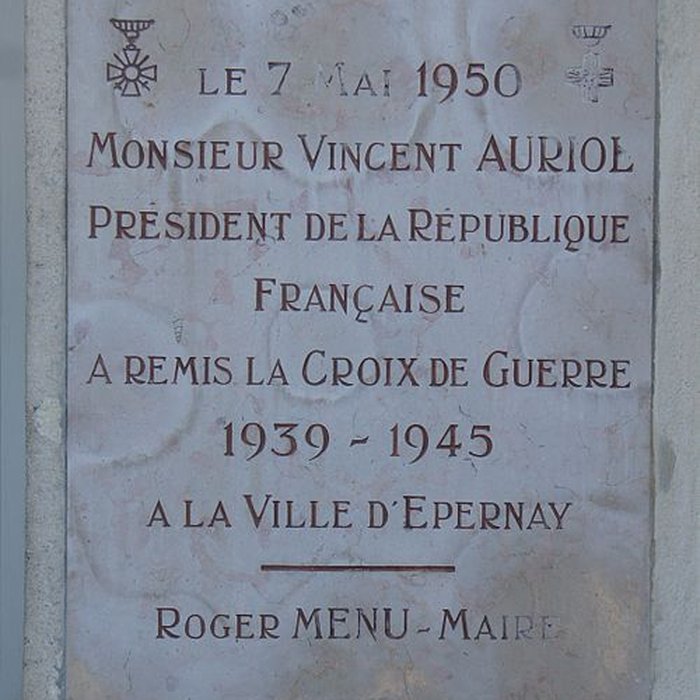 LE 7 MAI 1950
MONSIEUR VINCENT AURIOL
PRÉSIDENT DE LA RÉPUBLIQUE
FRANÇAISE
A REMIS LA CROIX DE GUERRE
1939 - 1945
A LA VILLE D'EPERNAY
ROGER MENU - MAIRE